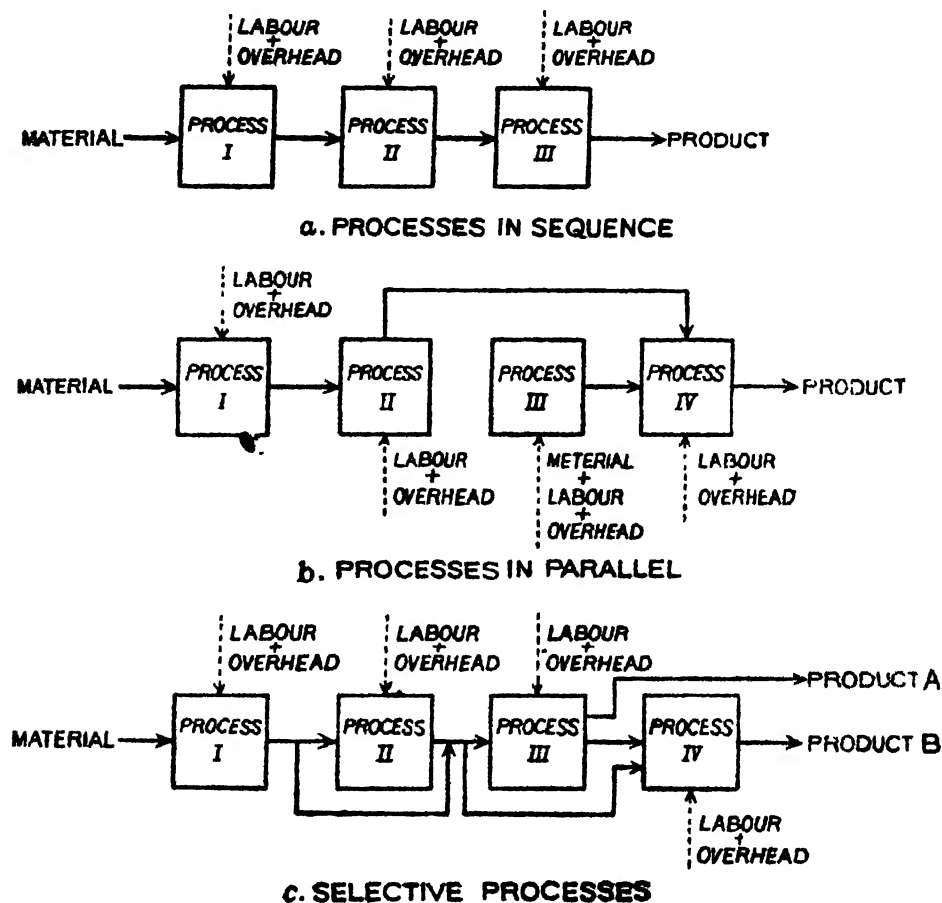 LABOUR
+
OVERHEAD
LABOUR
+
OVERHEAD
LABOUR
+
OVERHEAD
MATERIAL
PROCESS
I
PROCESS
II
PROCESS
III
PRODUCT
a. PROCESSES IN SEQUENCE
LABOUR
+
OVERHEAD
MATERIAL
PROCESS
I
PROCESS
II
PROCESS
III
PROCESS
IV
PRODUCT
LABOUR
+
OVERHEAD
METERIAL
+
LABOUR
+
OVERHEAD
LABOUR
+
OVERHEAD
b. PROCESSES IN PARALLEL
LABOUR
+
OVERHEAD
LABOUR
+
OVERHEAD
LABOUR
+
OVERHEAD
PRODUCT A
MATERIAL
PROCESS
I
PROCESS
II
PROCESS
III
PROCESS
IV
PRODUCT B
LABOUR
+
OVERHEAD
c. SELECTIVE PROCESSES